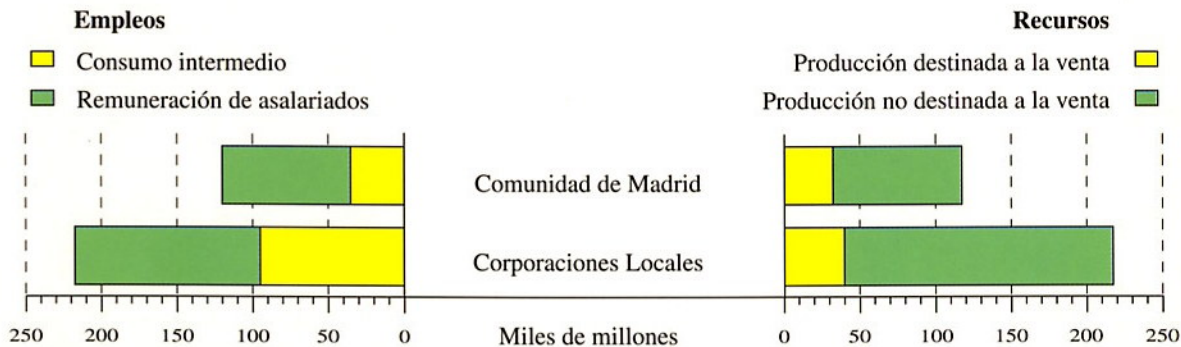 Empleos
Consumo intermedio
Remuneración de asalariados
Recursos
Producción destinada a la venta
Producción no destinada a la venta
Comunidad de Madrid
Corporaciones Locales
250 200 150 100 50 0 Miles de millones 0 50 100 150 200 250